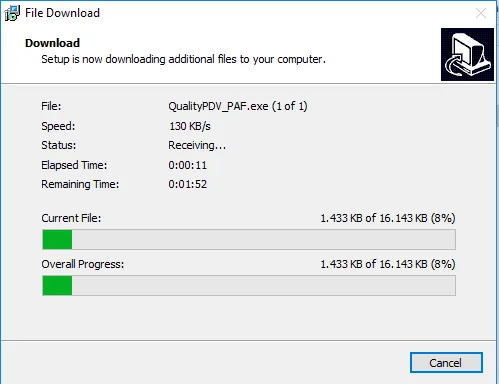 File Download
Download
Setup is now downloading additional files to your computer.
File: QualityPDV_PAF.exe (1 of 1)
Speed: 130 KB/s
Status: Receiving...
Elapsed Time: 0:00:11
Remaining Time: 0:01:52
Current File: 1.433 KB of 16.143 KB (8%)
Overall Progress: 1.433 KB of 16.143 KB (8%)
Cancel